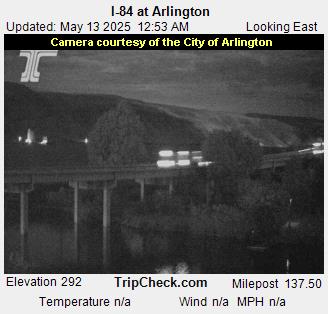 I-84 at Arlington
Updated: May 13 2025 12:53 AM Looking East
Camera courtesy of the City of Arlington
Elevation 292 TripCheck.com Milepost 137.50
Temperature n/a Wind n/a MPH n/a